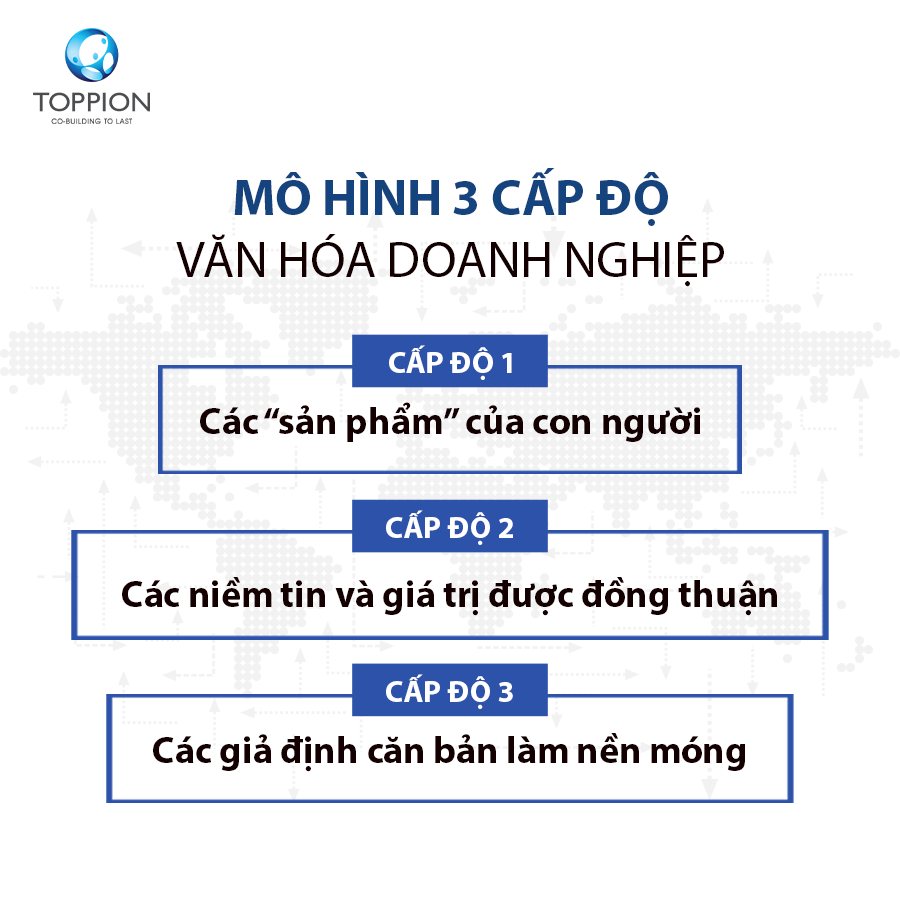 TOPPION
CO-BUILDING TO LAST
MÔ HÌNH 3 CẤP ĐỘ
VĂN HÓA DOANH NGHIỆP
CẤP ĐỘ 1
Các “sản phẩm” của con người
CẤP ĐỘ 2
Các niềm tin và giá trị được đồng thuận
CẤP ĐỘ 3
Các giả định căn bản làm nền móng